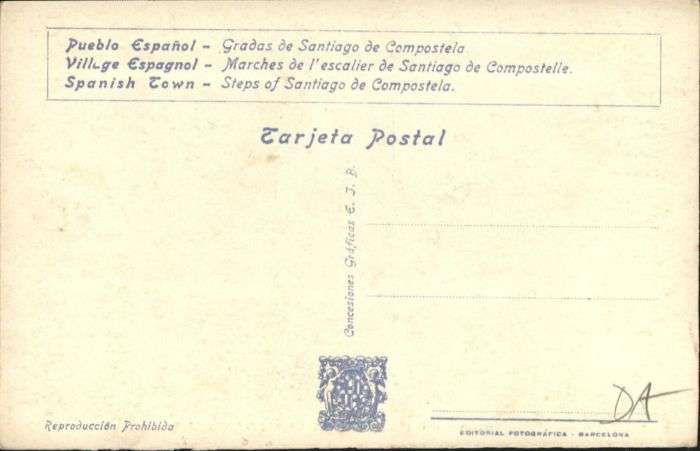 Pueblo Español - Gradas de Santiago de Compostela.
Village Espagnol - Marches de l'escalier de Santiago de Compostelle.
Spanish Town - Steps of Santiago de Compostela.
Tarjeta Postal
Concesiones Gráficas E. J. B.
Reproducción Prohibida
EDITORIAL FOTOGRÁFICA - BARCELONA
DA